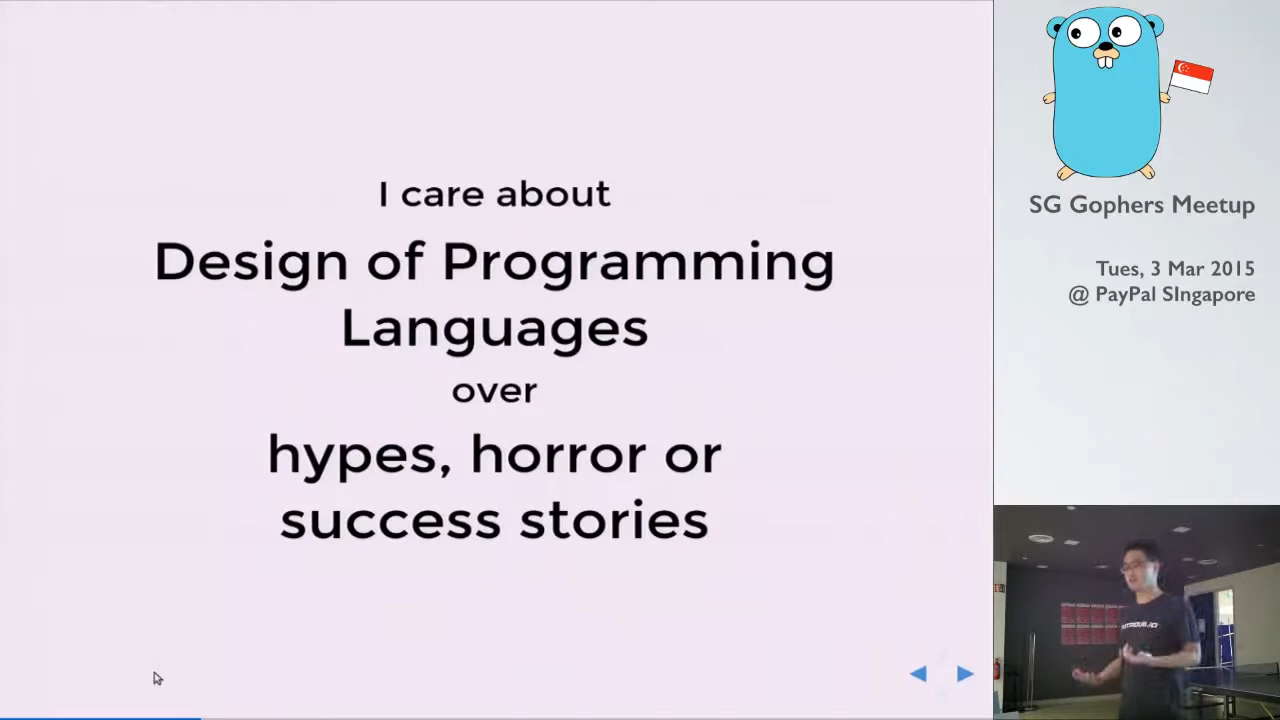 I care about
Design of Programming
Languages
over
hypes, horror or
success stories
SG Gophers Meetup
Tues, 3 Mar 2015
@ PayPal SIngapore